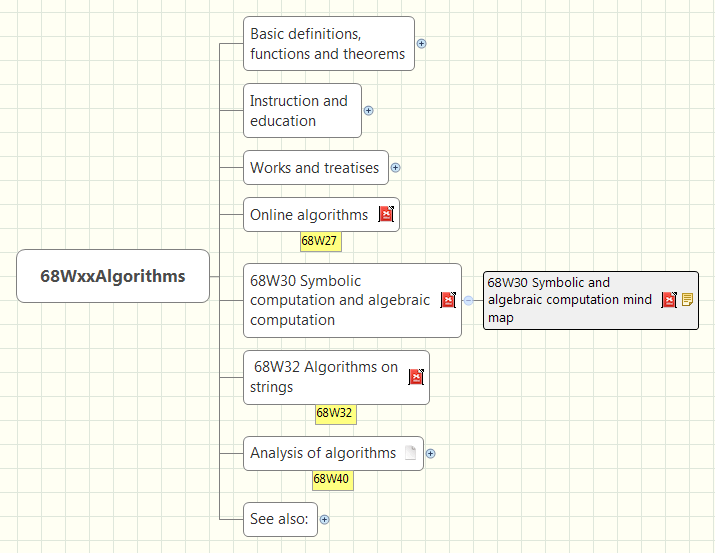 Basic definitions,
functions and theorems
Instruction and
education
Works and treatises
Online algorithms
68W27
68WxxAlgorithms
68W30 Symbolic
computation and algebraic
computation
68W30 Symbolic and
algebraic computation mind
map
68W32 Algorithms on
strings
68W32
Analysis of algorithms
68W40
See also: